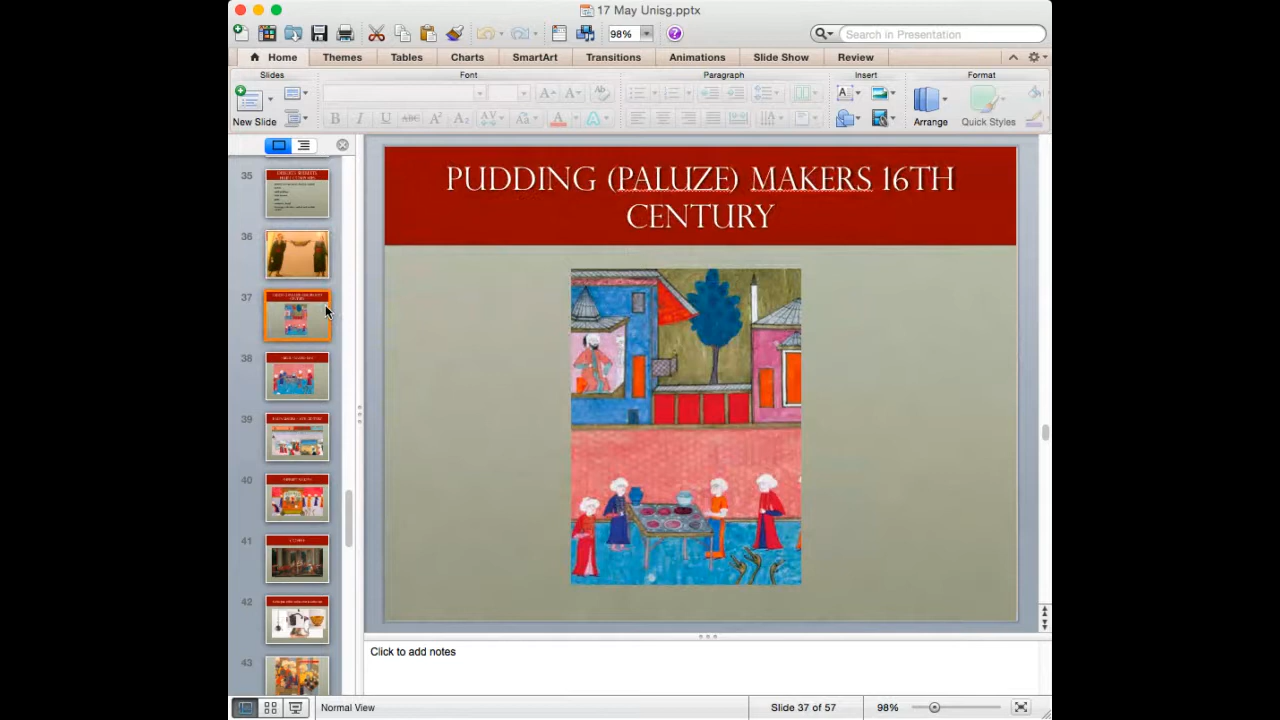 17 May Unisg.pptx
98%
Search in Presentation
Home
Themes
Tables
Charts
SmartArt
Transitions
Animations
Slide Show
Review
Slides
Font
Paragraph
Insert
Format
New Slide
Arrange
Quick Styles
35
36
37
38
39
40
41
42
43
PUDDING (PALUZE) MAKERS 16TH
CENTURY
Click to add notes
Normal View
Slide 37 of 57
98%